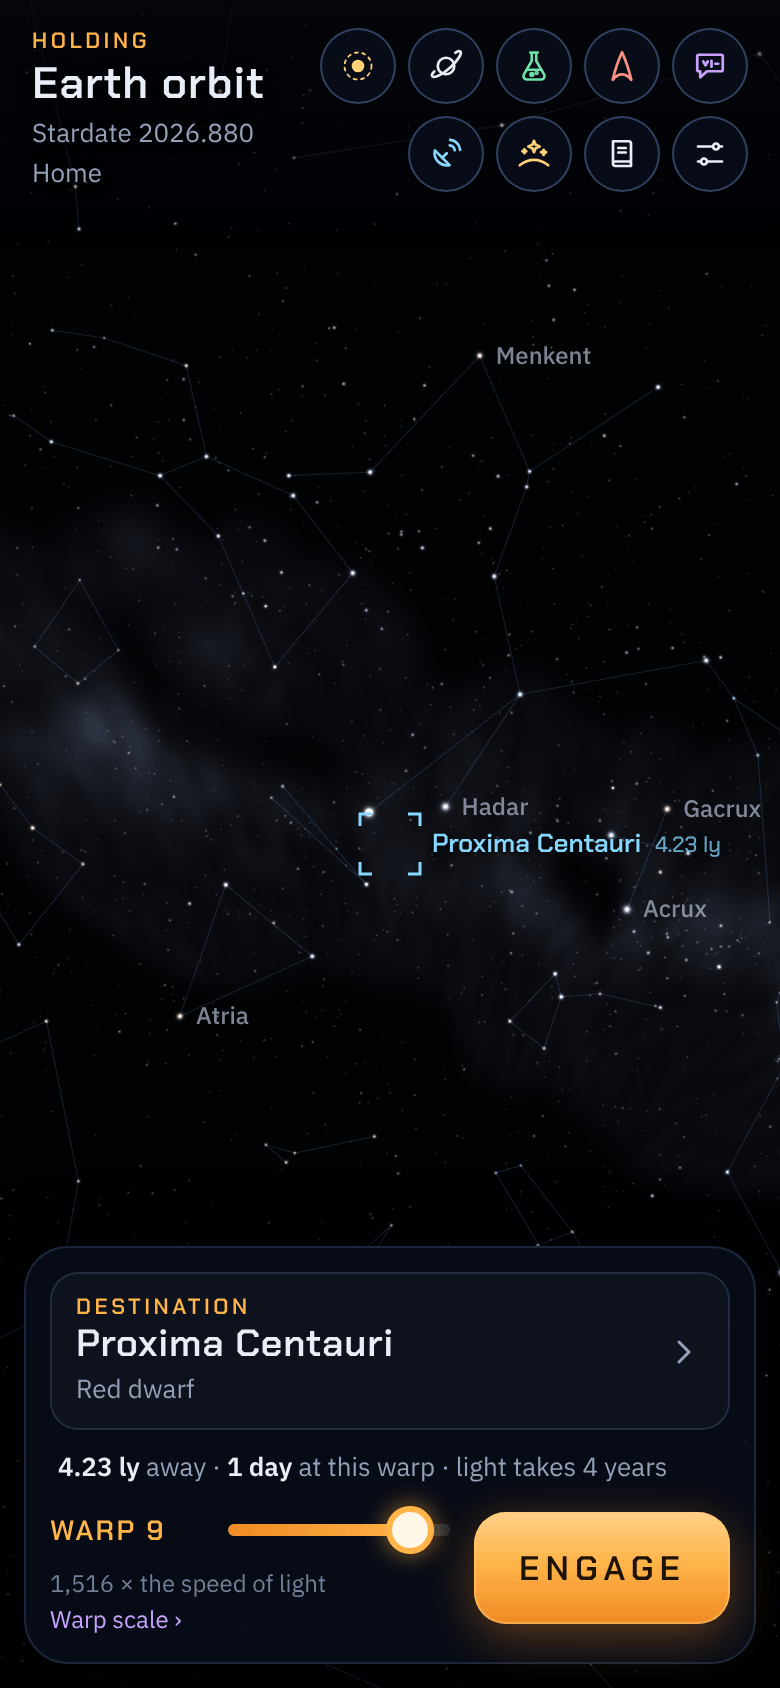 HOLDING
Earth orbit
Stardate 2026.880
Home
VI-
Menkent
Hadar
Gacrux
Proxima Centauri 4.23 ly
Acrux
Atria
DESTINATION
Proxima Centauri
Red dwarf
4.23 ly away · 1 day at this warp · light takes 4 years
WARP 9
ENGAGE
1,516 × the speed of light
Warp scale ›